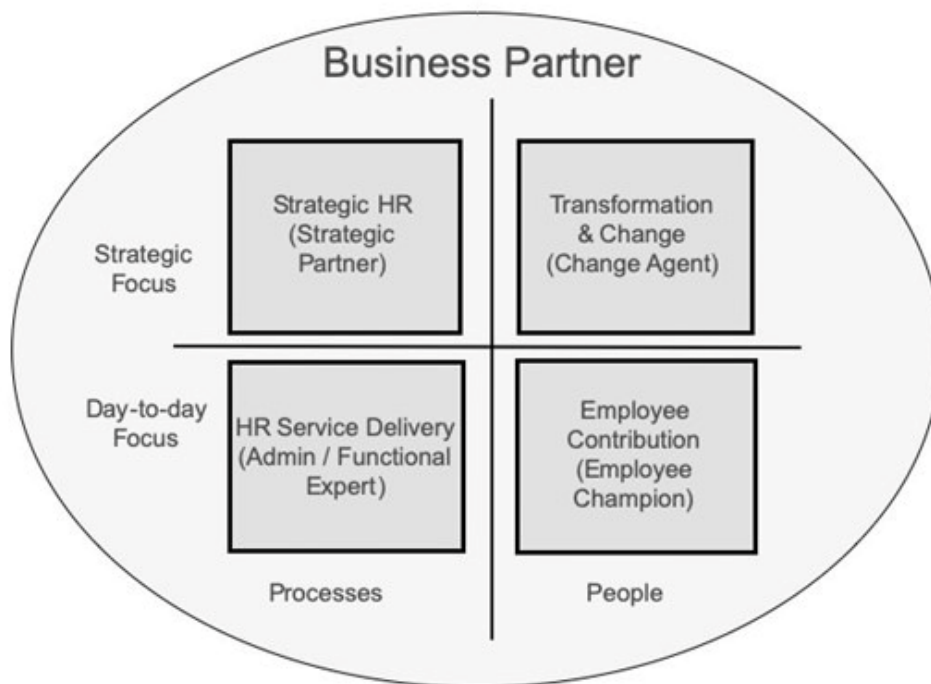 Business Partner
Strategic HR
(Strategic
Partner)
Transformation
& Change
(Change Agent)
Strategic
Focus
Day-to-day
Focus
HR Service Delivery
(Admin / Functional
Expert)
Employee
Contribution
(Employee
Champion)
Processes
People